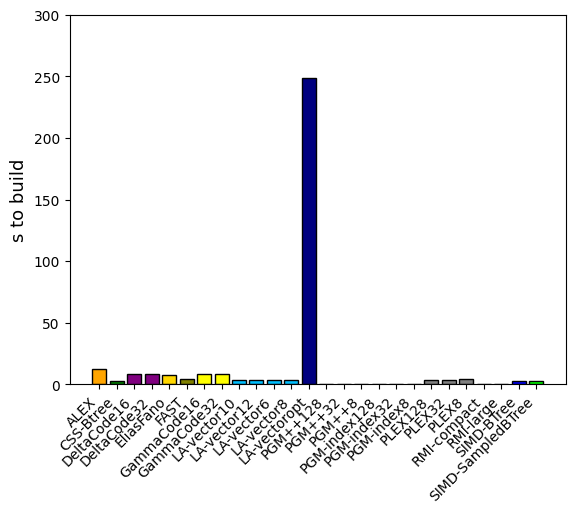 300
250
200
150
100
50
0
s to build
ALEX
CSS-Btree
DeltaCode16
DeltaCode32
EliasFano
FAST
GammaCode16
GammaCode32
LA-vector10
LA-vector12
LA-vector6
LA-vector8
LA-vectoropt
PGM++128
PGM++32
PGM++8
PGM-index128
PGM-index32
PGM-index8
PLEX128
PLEX32
PLEX8
RMI-compact
RMI-large
SIMD-BTree
SIMD-SampledBTree